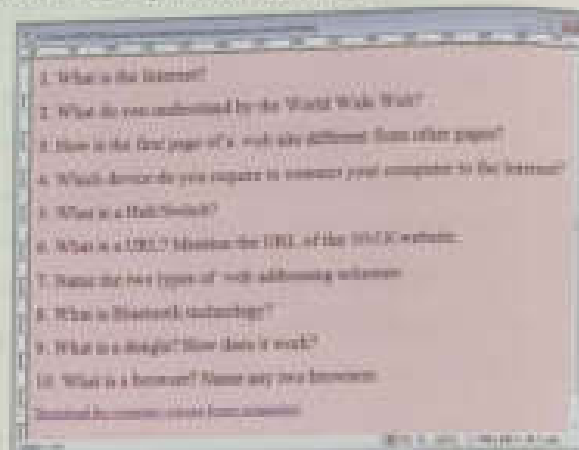 1. What is the Internet?
2. What do you understand by the World Wide Web?
3. How is the first page of a web site different from other pages?
4. Which device do you require to connect your computer to the Internet?
5. What is a Hub/Switch?
6. What is a URL? Mention the URL of the website.
7. Name the two types of web addressing schemes.
8. What is Bluetooth technology?
9. What is a dongle? How does it work?
10. What is a browser? Name any two browsers.